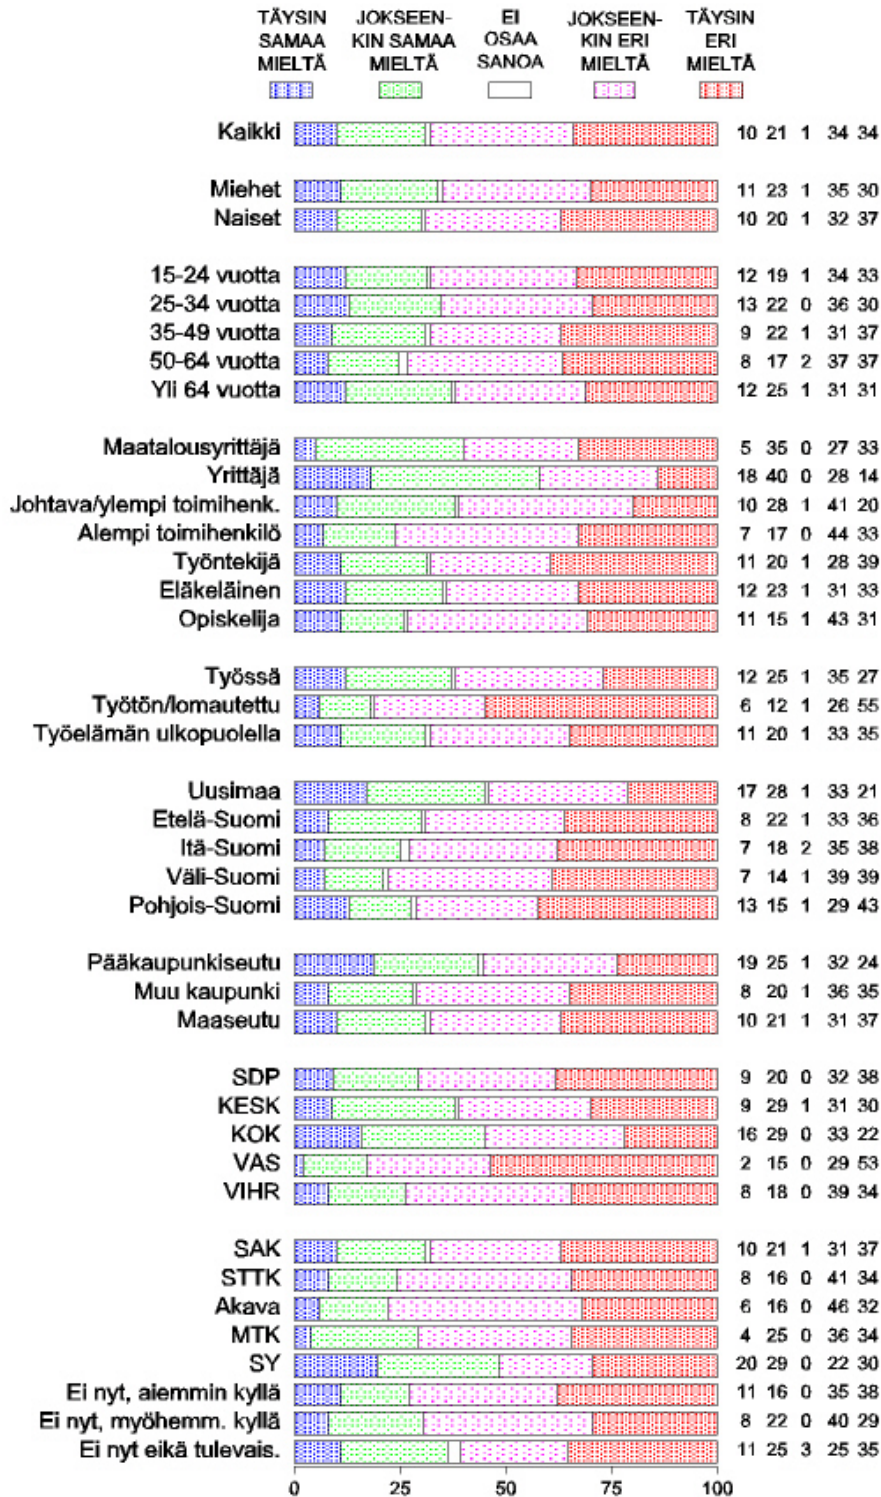 TÄYSIN JOKSEEN- EI JOKSEEN- TÄYSIN
SAMAA KIN SAMAA OSAA KIN ERI ERI
MIELTÄ MIELTÄ SANOA MIELTÄ MIELTÄ
Kaikki 10 21 1 34 34
Miehet 11 23 1 35 30
Naiset 10 20 1 32 37
15-24 vuotta 12 19 1 34 33
25-34 vuotta 13 22 0 36 30
35-49 vuotta 9 22 1 31 37
50-64 vuotta 8 17 2 37 37
Yli 64 vuotta 12 25 1 31 31
Maatalousyrittäjä 5 35 0 27 33
Yrittäjä 18 40 0 28 14
Johtava/ylempi toimihenk. 10 28 1 41 20
Alempi toimihenkilö 7 17 0 44 33
Työntekijä 11 20 1 28 39
Eläkeläinen 12 23 1 31 33
Opiskelija 11 15 1 43 31
Työssä 12 25 1 35 27
Työtön/lomautettu 6 12 1 26 55
Työelämän ulkopuolella 11 20 1 33 35
Uusimaa 17 28 1 33 21
Etelä-Suomi 8 22 1 33 36
Itä-Suomi 7 18 2 35 38
Väli-Suomi 7 14 1 39 39
Pohjois-Suomi 13 15 1 29 43
Pääkaupunkiseutu 19 25 1 32 24
Muu kaupunki 8 20 1 36 35
Maaseutu 10 21 1 31 37
SDP 9 20 0 32 38
KESK 9 29 1 31 30
KOK 16 29 0 33 22
VAS 2 15 0 29 53
VIHR 8 18 0 39 34
SAK 10 21 1 31 37
STTK 8 16 0 41 34
Akava 6 16 0 46 32
MTK 4 25 0 36 34
SY 20 29 0 22 30
Ei nyt, aiemmin kyllä 11 16 0 35 38
Ei nyt, myöhemm. kyllä 8 22 0 40 29
Ei nyt eikä tulevais. 11 25 3 25 35
0 25 50 75 100